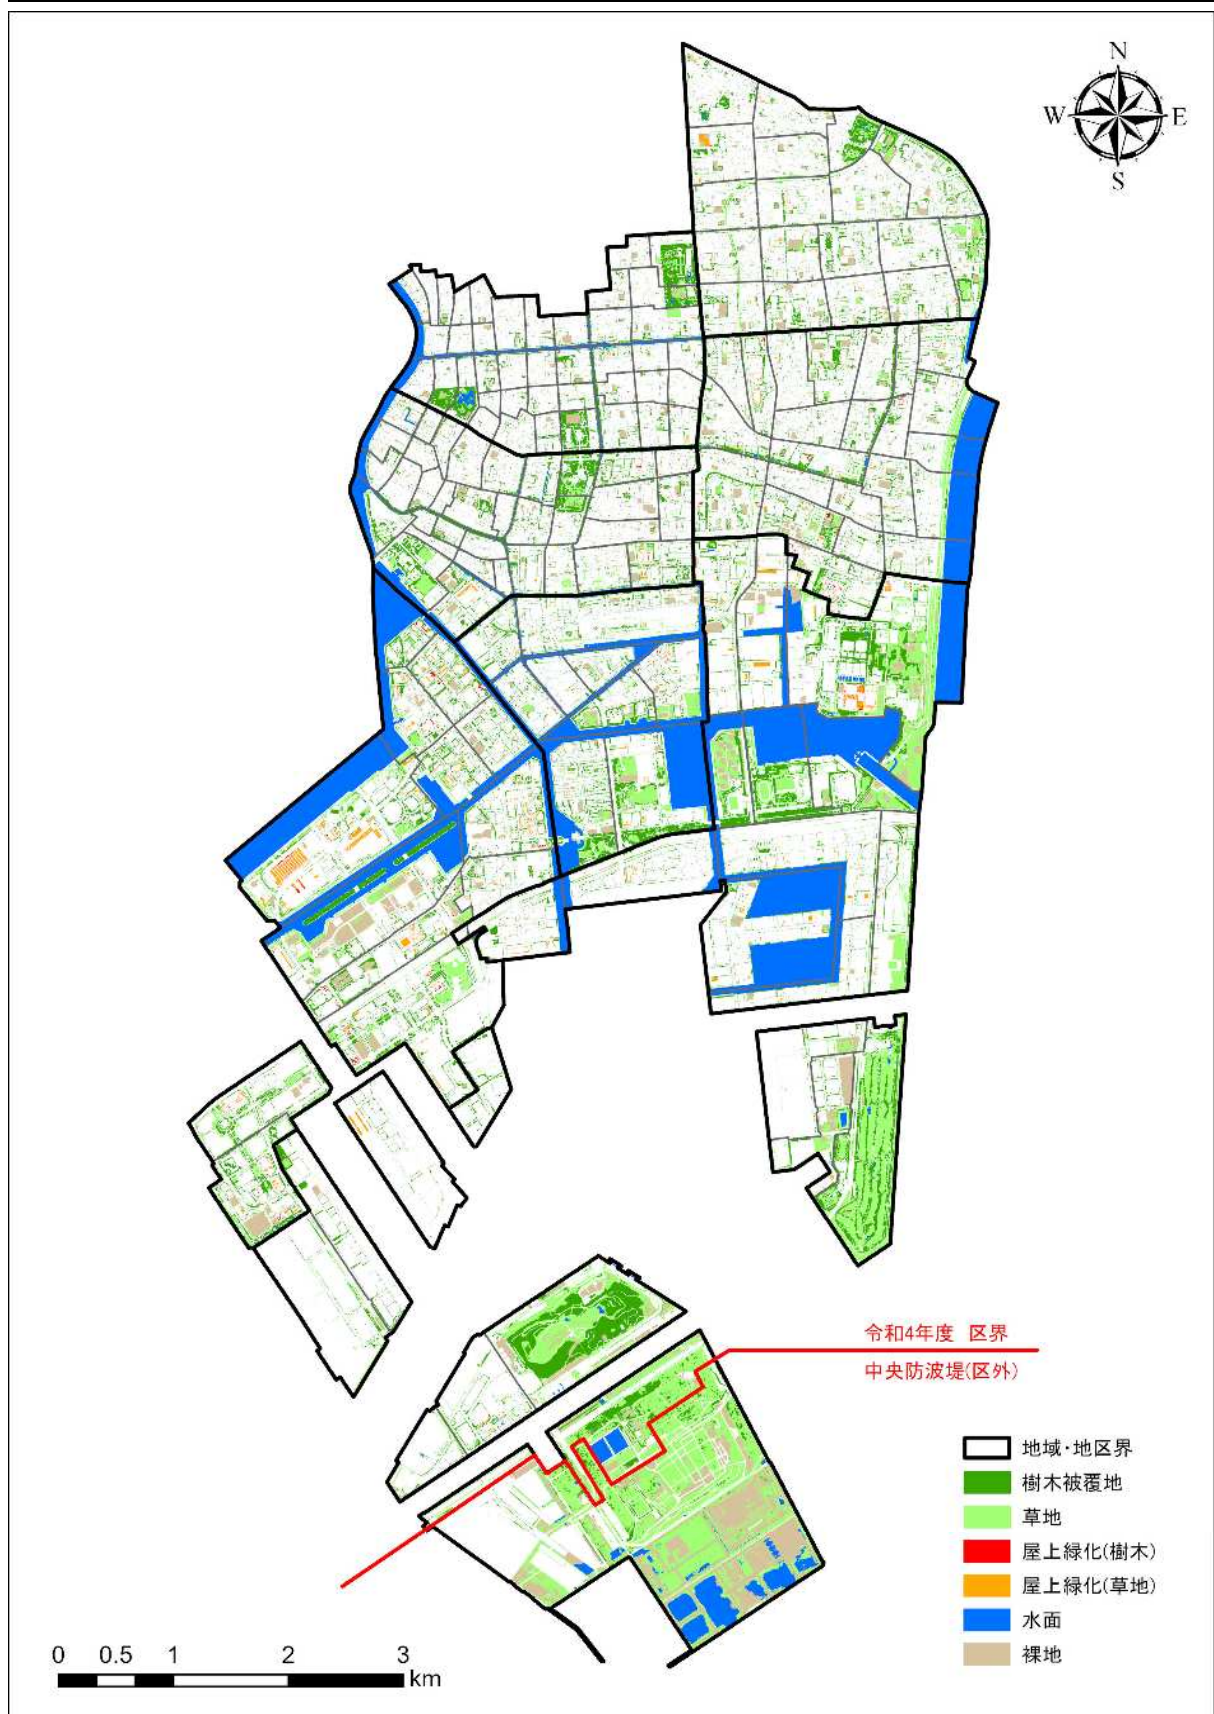 N
W E
S
令和4年度 区界
中央防波堤(区外)
地域・地区界
樹木被覆地
草地
屋上緑化(樹木)
屋上緑化(草地)
水面
裸地
0 0.5 1 2 3
km